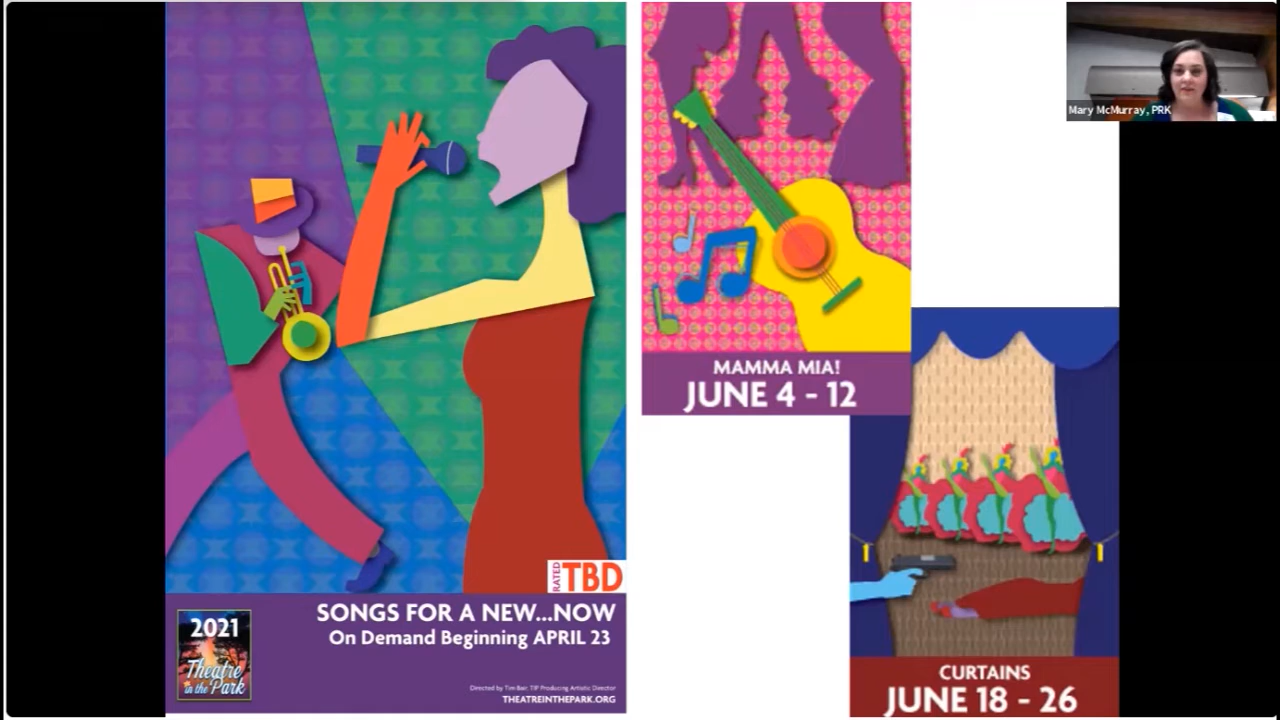 Mary McMurray, PRK
RATED
TBD
SONGS FOR A NEW...NOW
On Demand Beginning APRIL 23
2021
Theatre
in the Park
Directed by Tim Bair, TIP Producing Artistic Director
THEATREINTHEPARK.ORG
MAMMA MIA!
JUNE 4 - 12
CURTAINS
JUNE 18 - 26